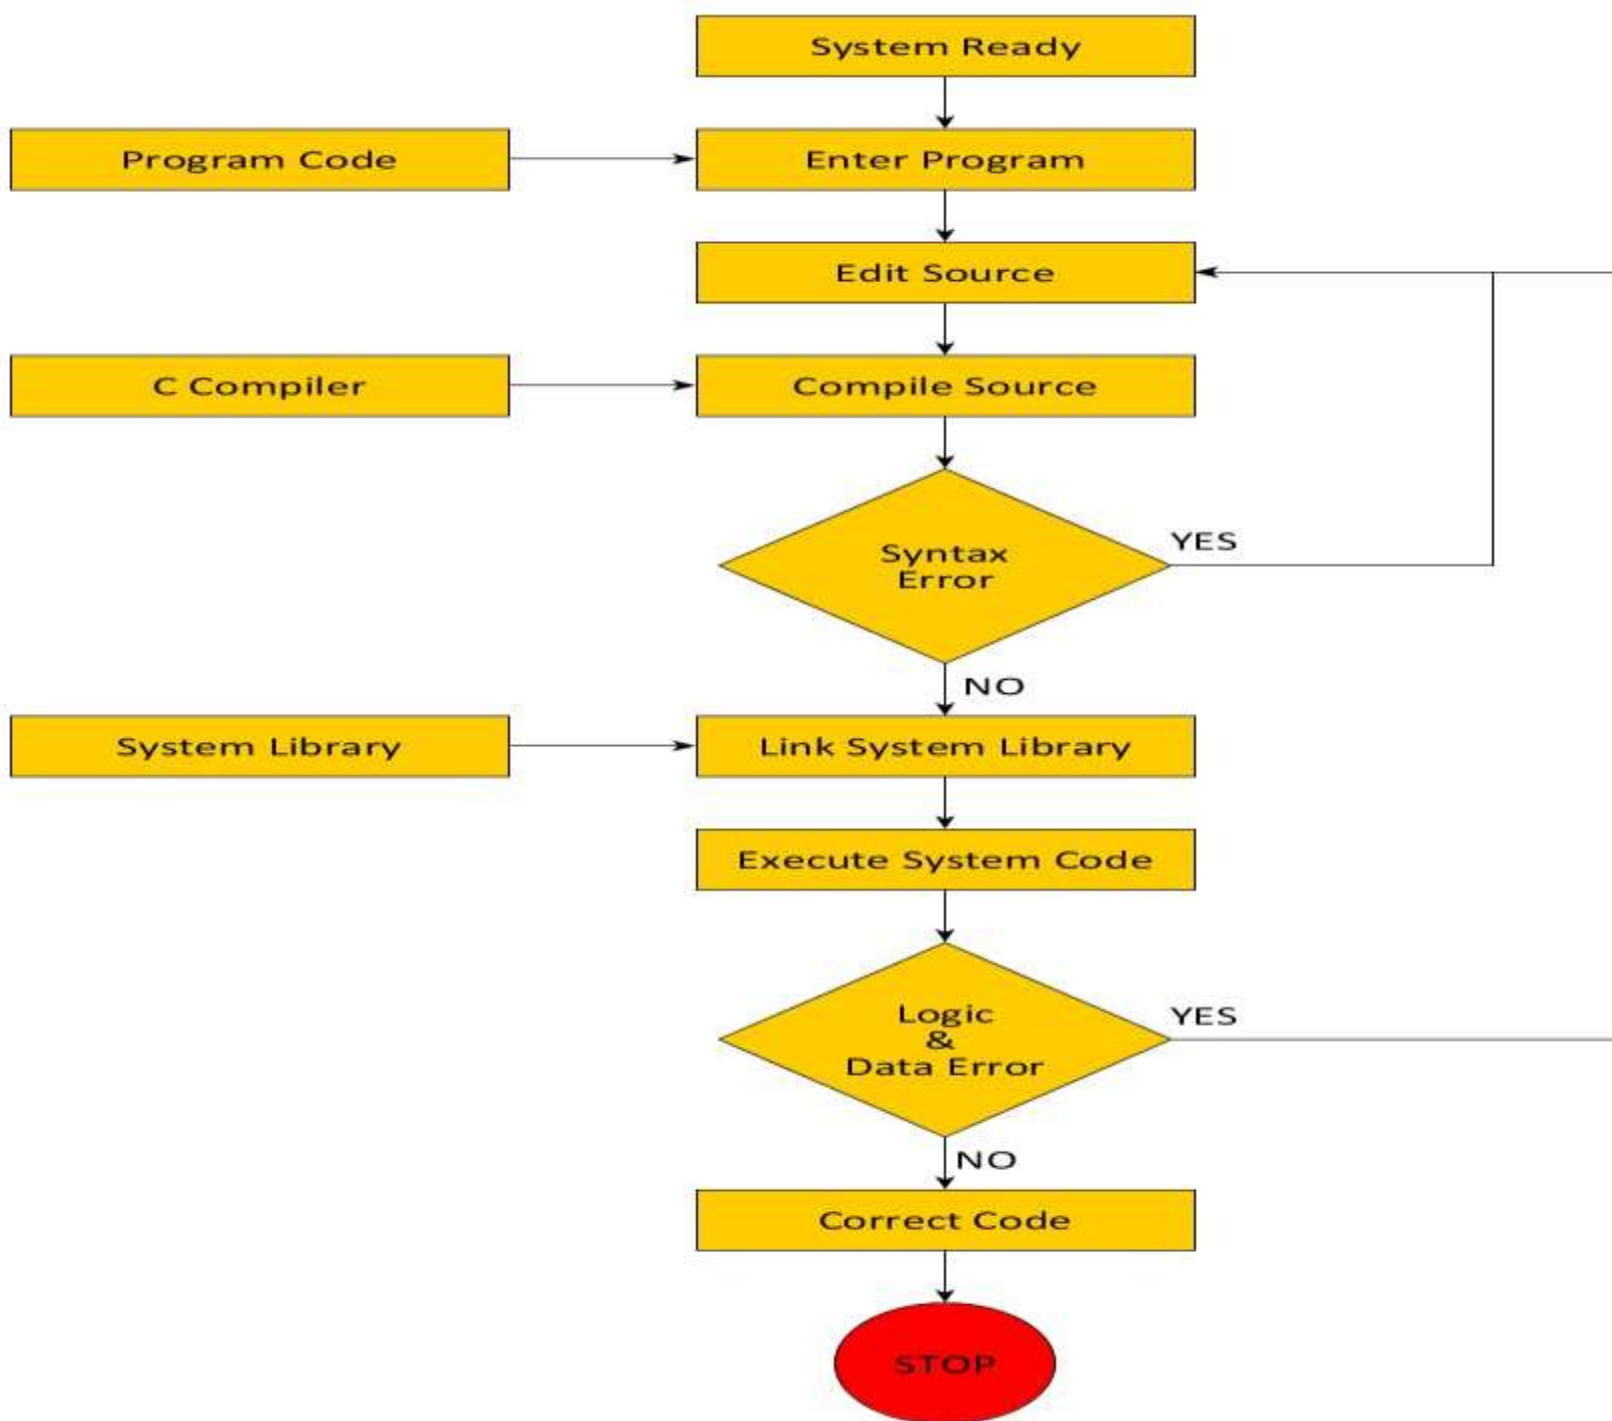 System Ready
Program Code
Enter Program
Edit Source
C Compiler
Compile Source
Syntax
Error
YES
NO
System Library
Link System Library
Execute System Code
Logic
&
Data Error
YES
NO
Correct Code
STOP